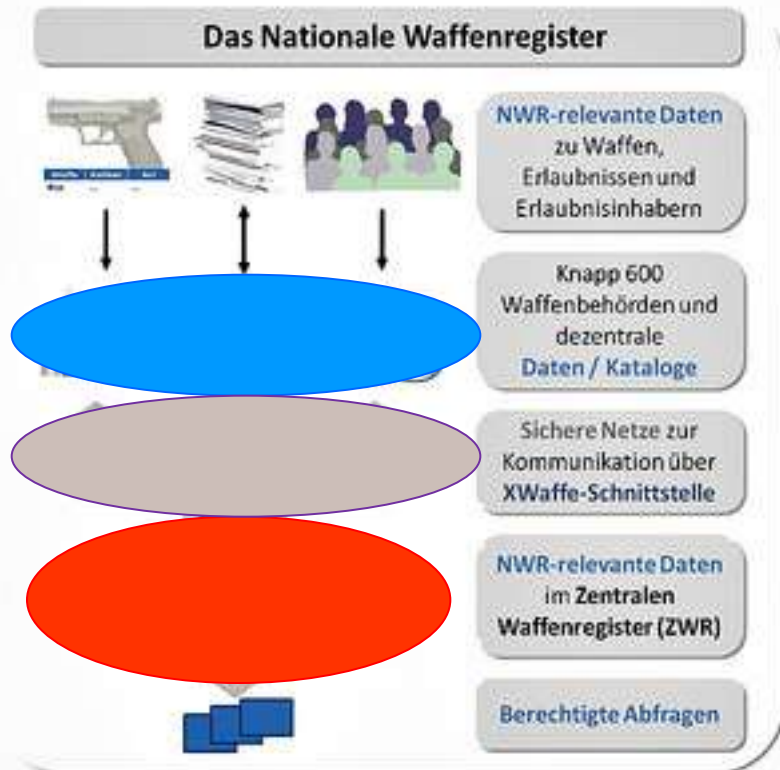 Das Nationale Waffenregister
NWR-relevante Daten
zu Waffen,
Erlaubnissen und
Erlaubnisinhabern
Knapp 600
Waffenbehörden und
dezentrale
Daten / Kataloge
Sichere Netze zur
Kommunikation über
XWaffe-Schnittstelle
NWR-relevante Daten
im Zentralen
Waffenregister (ZWR)
Berechtigte Abfragen